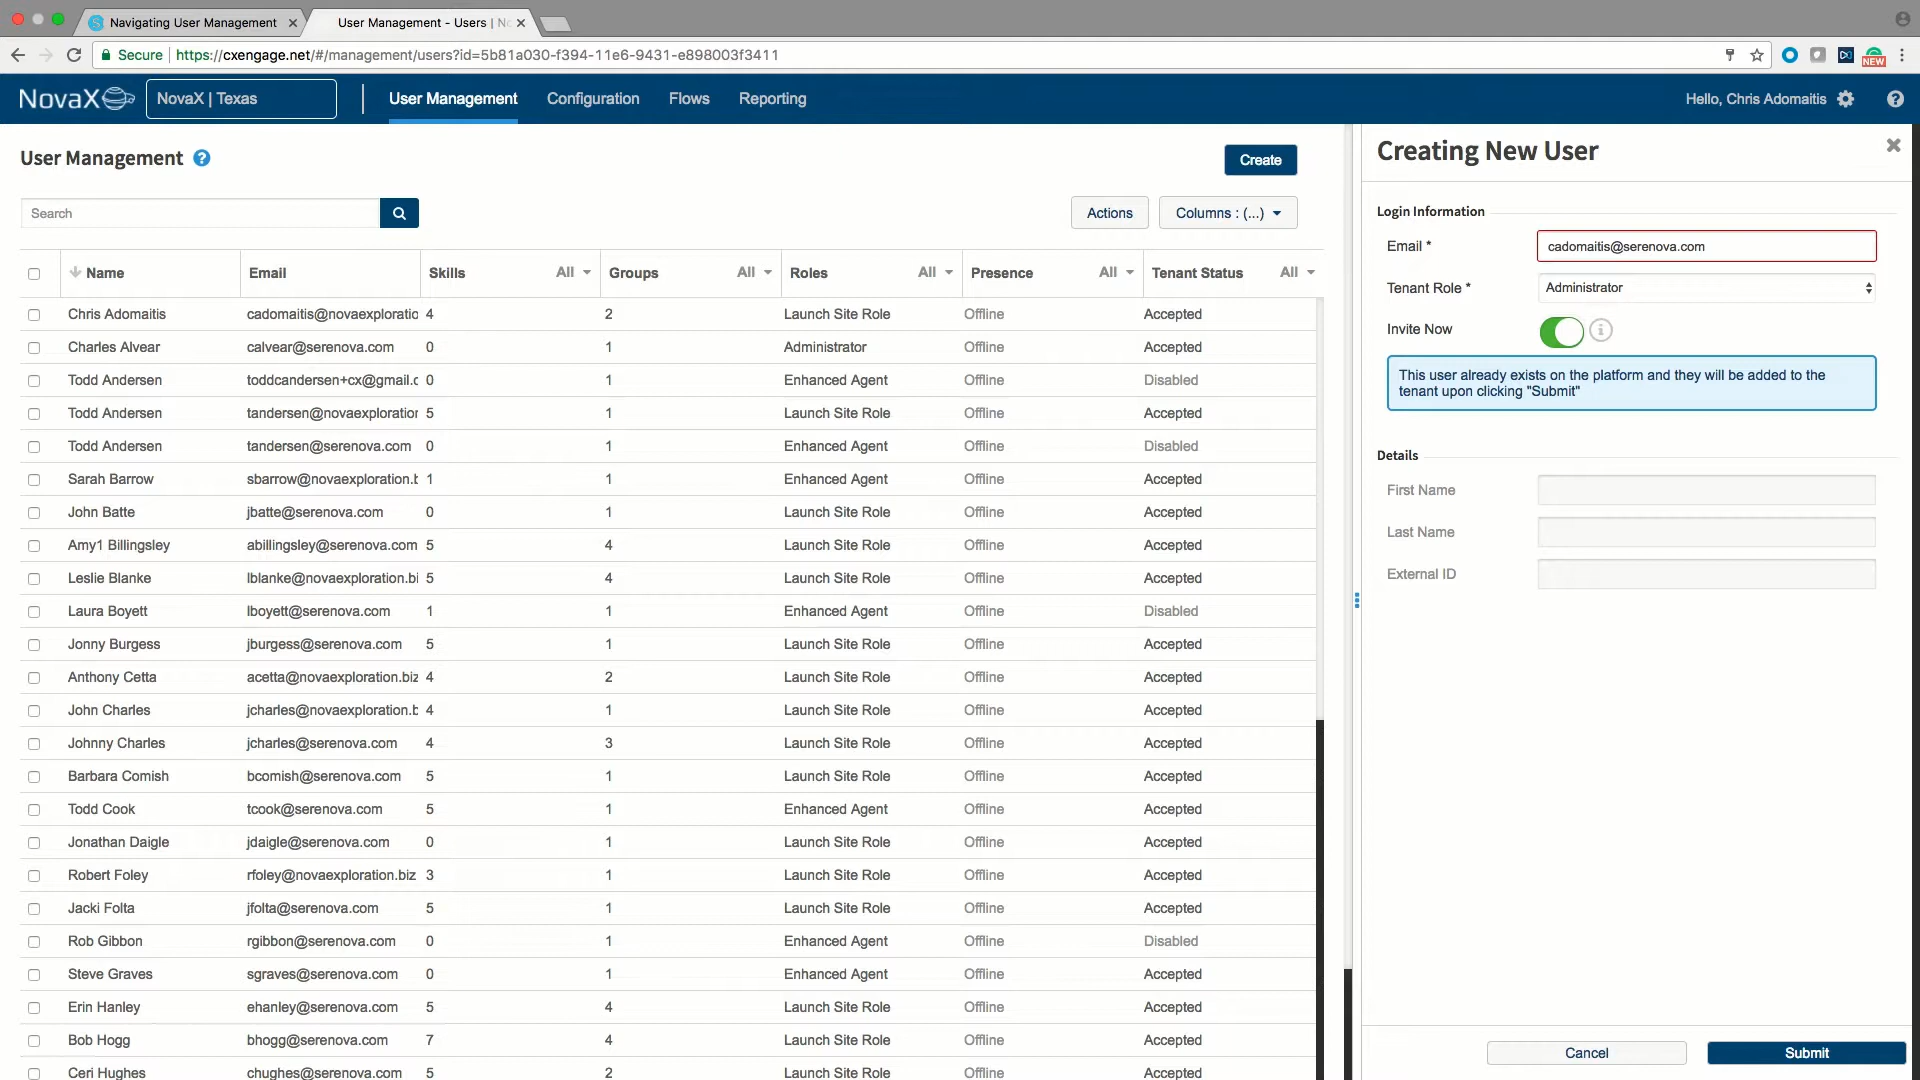 Navigating User Management
User Management - Users | No
Secure https://cxengage.net/#/management/users?id=5b81a030-f394-11e6-9431-e898003f3411
NEW
NovaX
NovaX | Texas
User Management
Configuration
Flows
Reporting
Hello, Chris Adomaitis
User Management
Create
Search
Actions
Columns : (...)
Name Email Skills All Groups All Roles All Presence All Tenant Status All
Chris Adomaitis cadomaitis@novaexploratio 4 2 Launch Site Role Offline Accepted
Charles Alvear calvear@serenova.com 0 1 Administrator Offline Accepted
Todd Andersen toddcandersen+cx@gmail.c 0 1 Enhanced Agent Offline Disabled
Todd Andersen tandersen@novaexploration 5 1 Launch Site Role Offline Accepted
Todd Andersen tandersen@serenova.com 0 1 Enhanced Agent Offline Disabled
Sarah Barrow sbarrow@novaexploration.b 1 1 Enhanced Agent Offline Accepted
John Batte jbatte@serenova.com 0 1 Launch Site Role Offline Accepted
Amy1 Billingsley abillingsley@serenova.com 5 4 Launch Site Role Offline Accepted
Leslie Blanke lblanke@novaexploration.bi 5 4 Launch Site Role Offline Accepted
Laura Boyett lboyett@serenova.com 1 1 Enhanced Agent Offline Disabled
Jonny Burgess jburgess@serenova.com 5 1 Launch Site Role Offline Accepted
Anthony Cetta acetta@novaexploration.biz 4 2 Launch Site Role Offline Accepted
John Charles jcharles@novaexploration.b 4 1 Launch Site Role Offline Accepted
Johnny Charles jcharles@serenova.com 4 3 Launch Site Role Offline Accepted
Barbara Comish bcomish@serenova.com 5 1 Launch Site Role Offline Accepted
Todd Cook tcook@serenova.com 5 1 Enhanced Agent Offline Accepted
Jonathan Daigle jdaigle@serenova.com 0 1 Launch Site Role Offline Accepted
Robert Foley rfoley@novaexploration.biz 3 1 Launch Site Role Offline Accepted
Jacki Folta jfolta@serenova.com 5 1 Launch Site Role Offline Accepted
Rob Gibbon rgibbon@serenova.com 0 1 Enhanced Agent Offline Disabled
Steve Graves sgraves@serenova.com 0 1 Enhanced Agent Offline Accepted
Erin Hanley ehanley@serenova.com 5 4 Launch Site Role Offline Accepted
Bob Hogg bhogg@serenova.com 7 4 Launch Site Role Offline Accepted
Ceri Hughes chughes@serenova.com 5 2 Launch Site Role Offline Accepted
Creating New User
Login Information
Email * cadomaitis@serenova.com
Tenant Role * Administrator
Invite Now
This user already exists on the platform and they will be added to the
tenant upon clicking "Submit"
Details
First Name
Last Name
External ID
Cancel
Submit